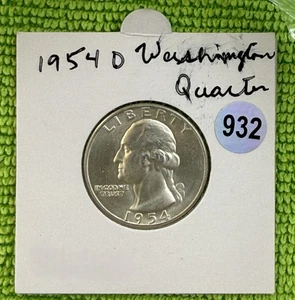 1954 D Washington
Quarter
932
LIBERTY
IN GOD WE
TRUST
1954